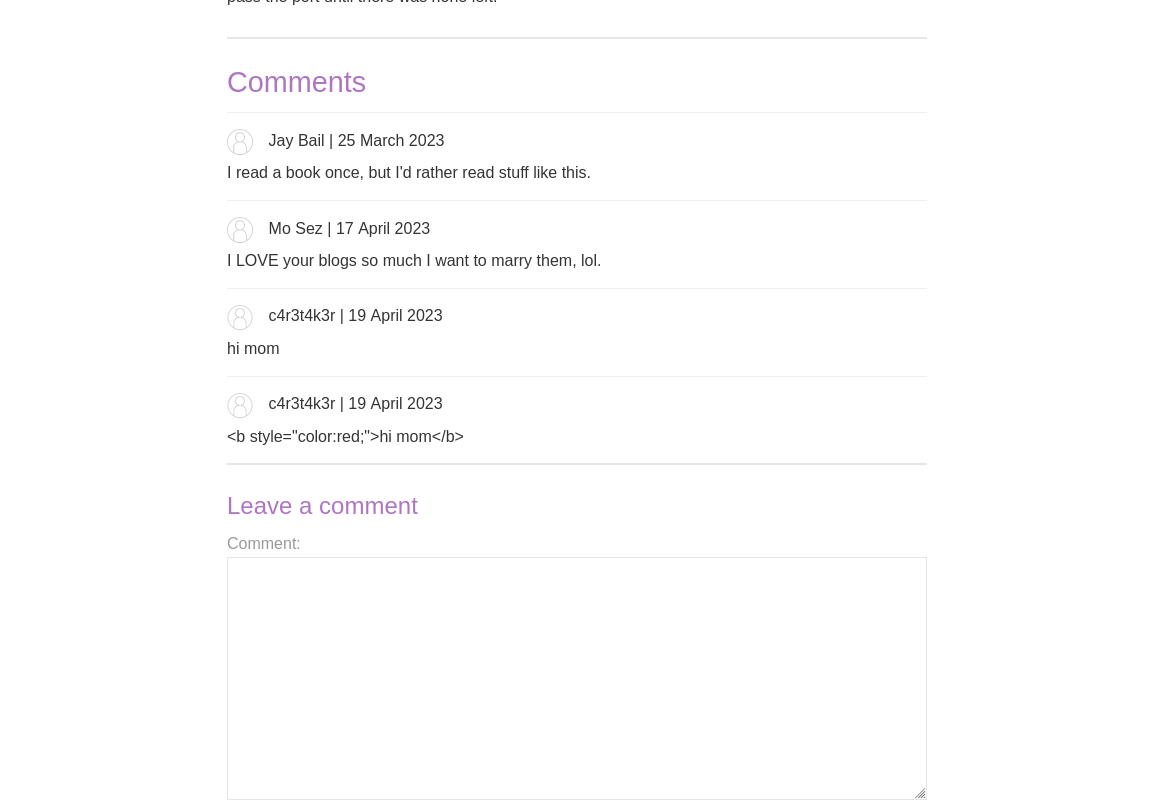 pass the port until there was none left.
Comments
Jay Bail | 25 March 2023
I read a book once, but I'd rather read stuff like this.
Mo Sez | 17 April 2023
I LOVE your blogs so much I want to marry them, lol.
c4r3t4k3r | 19 April 2023
hi mom
c4r3t4k3r | 19 April 2023
<b style="color:red;">hi mom</b>
Leave a comment
Comment: